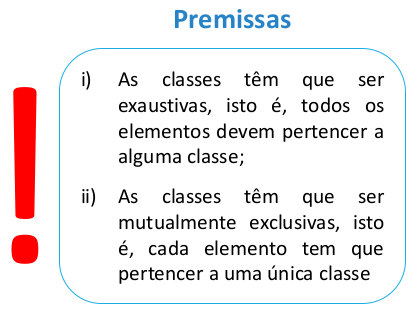 Premissas
i) As classes têm que ser
exaustivas, isto é, todos os
elementos devem pertencer a
alguma classe;
ii) As classes têm que ser
mutualmente exclusivas, isto
é, cada elemento tem que
pertencer a uma única classe
!